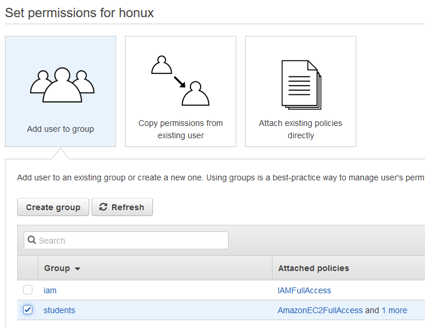 Set permissions for honux
Add user to group
Copy permissions from
existing user
Attach existing policies
directly
Add user to an existing group or create a new one. Using groups is a best-practice way to manage user's perm
Create group
Refresh
Search
Group
Attached policies
iam
IAMFullAccess
students
AmazonEC2FullAccess and 1 more